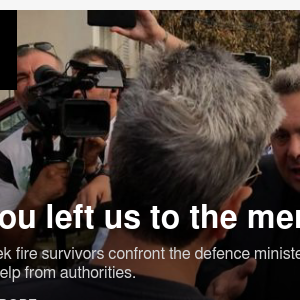 ou left us to the mer
ek fire survivors confront the defence ministe
elp from authorities.